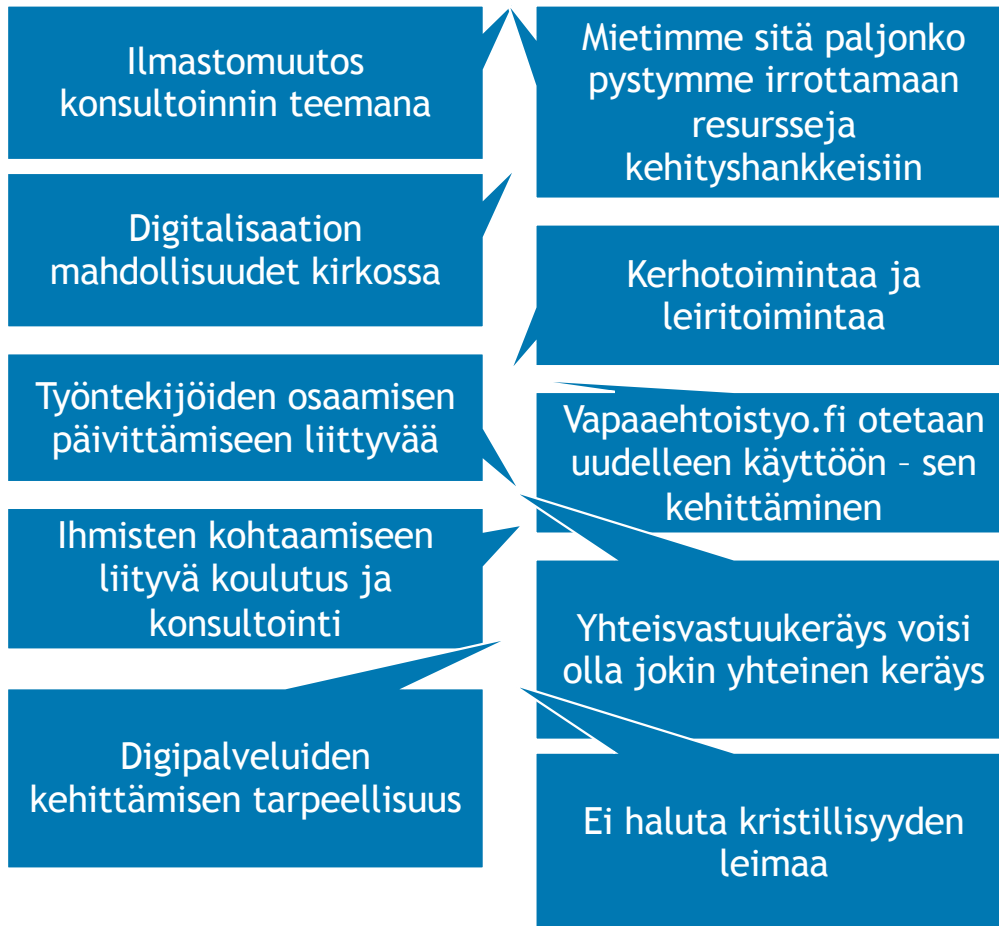 Ilmastomuutos
konsultoinnin teemana
Digitalisaation
mahdollisuudet kirkossa
Työntekijöiden osaamisen
päivittämiseen liittyvää
Ihmisten kohtaamiseen
liityvä koulutus ja
konsultointi
Digipalveluiden
kehittämisen tarpeellisuus
Mietimme sitä paljonko
pystymme irrottamaan
resursseja
kehityshankkeisiin
Kerhotoimintaa ja
leiritoimintaa
Vapaaehtoistyo.fi otetaan
uudelleen käyttöön – sen
kehittäminen
Yhteisvastuukeräys voisi
olla jokin yhteinen keräys
Ei haluta kristillisyyden
leimaa